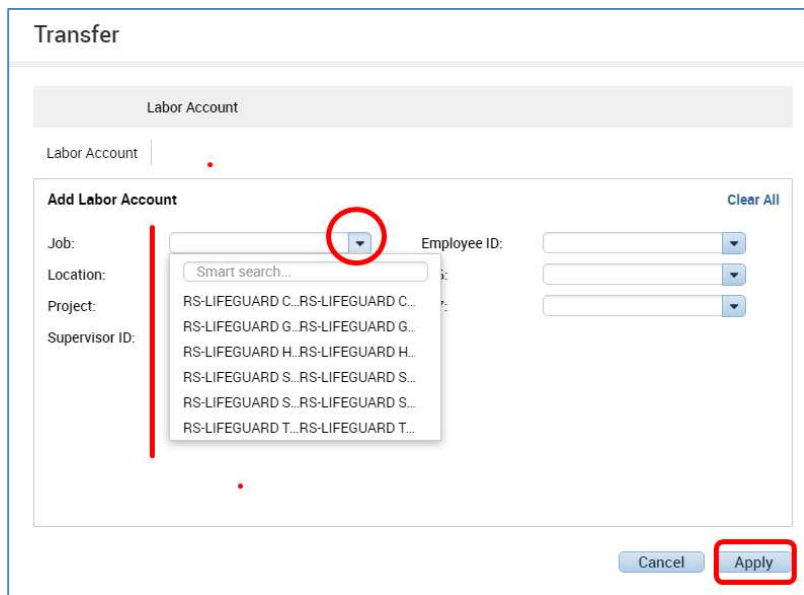 Transfer
Labor Account
Labor Account
Add Labor Account Clear All
Job: Employee ID:
Location:
Project:
Supervisor ID:
Smart search...
RS-LIFEGUARD C...RS-LIFEGUARD C...
RS-LIFEGUARD G...RS-LIFEGUARD G...
RS-LIFEGUARD H...RS-LIFEGUARD H...
RS-LIFEGUARD S...RS-LIFEGUARD S...
RS-LIFEGUARD S...RS-LIFEGUARD S...
RS-LIFEGUARD T...RS-LIFEGUARD T...
Cancel Apply